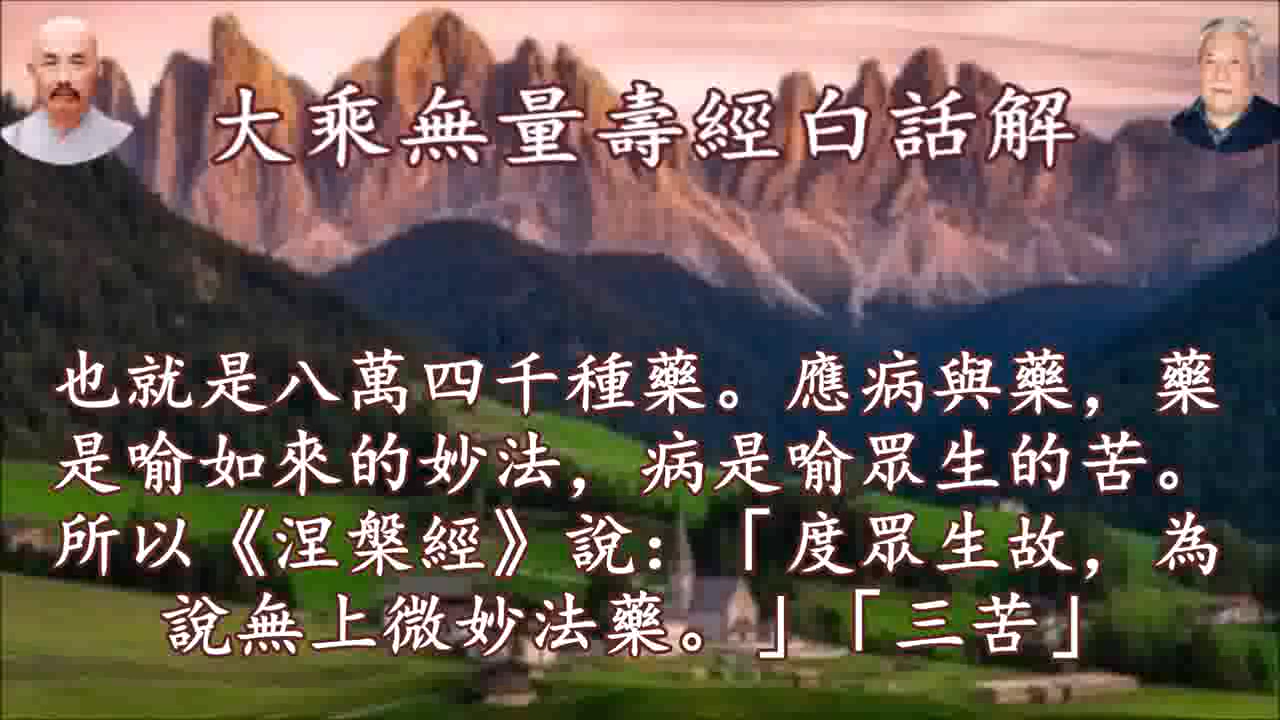 大乘無量壽經白話解
也就是八萬四千種藥。應病與藥，藥
是喻如來的妙法，病是喻眾生的苦。
所以《涅槃經》說：「度眾生故，為
說無上微妙法藥。」「三苦」